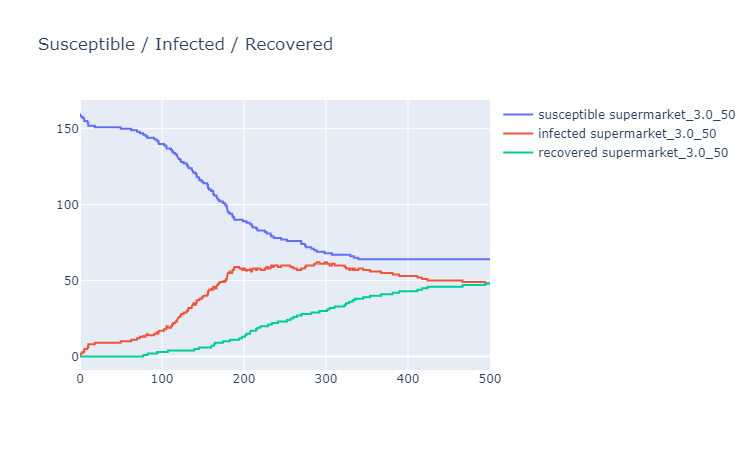 Susceptible / Infected / Recovered
susceptible supermarket_3.0_50
infected supermarket_3.0_50
recovered supermarket_3.0_50
150
100
50
0
0 100 200 300 400 500